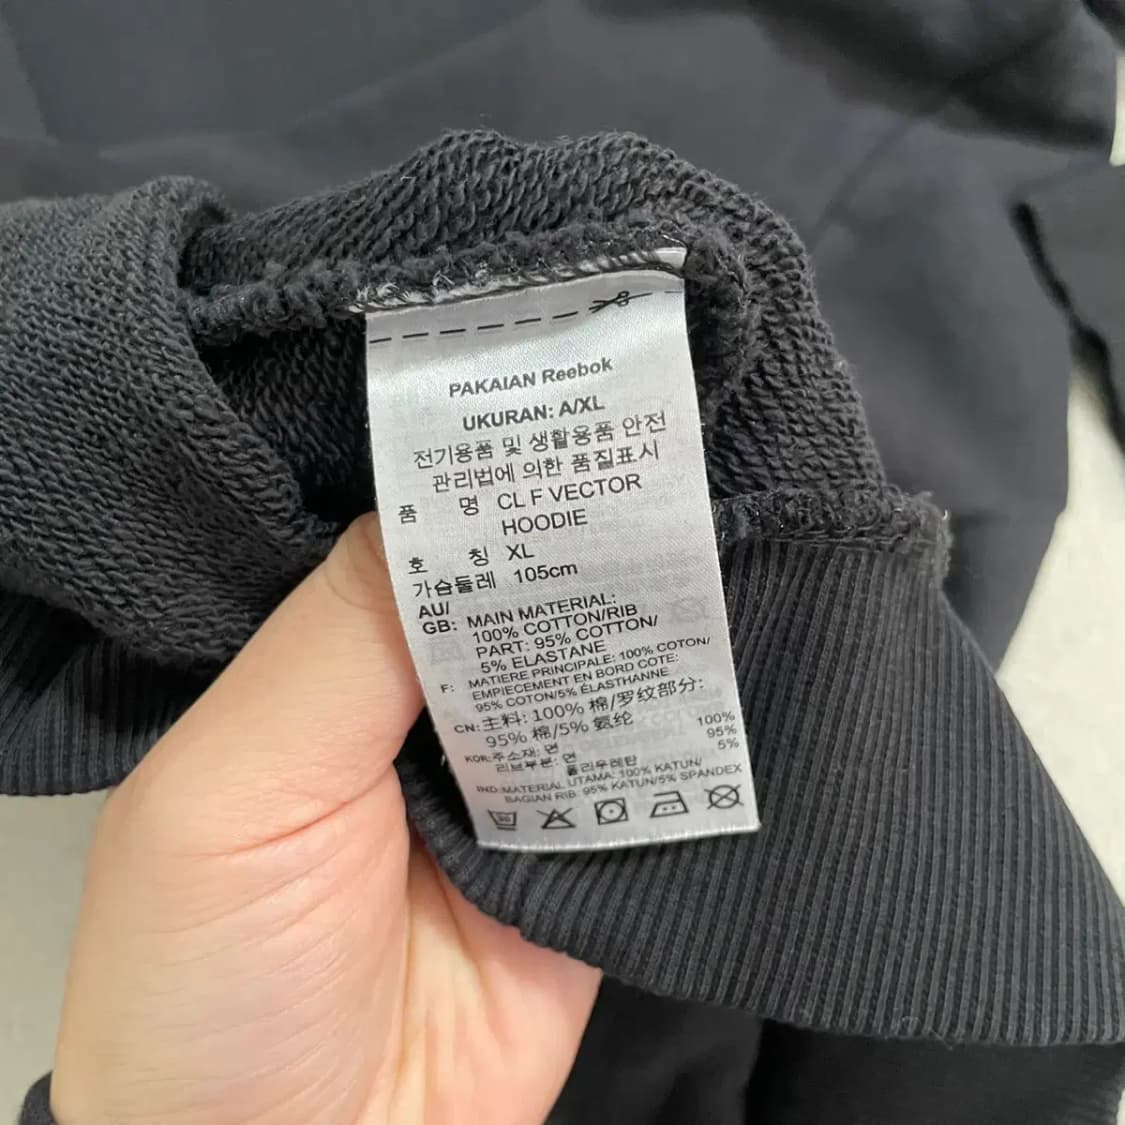 PAKAIAN Reebok
UKURAN: A/XL
전기용품 및 생활용품 안전
관리법에 의한 품질표시
품 명 CL F VECTOR
HOODIE
호 칭 XL
가슴둘레 105cm
AU/
GB: MAIN MATERIAL:
100% COTTON/RIB
PART: 95% COTTON/
5% ELASTANE
F: MATIERE PRINCIPALE: 100% COTON/
EMPIECEMENT EN BORD COTE:
95% COTON/5% ÉLASTHANNE
CN: 主料: 100% 棉/罗纹部分:
95% 棉/5% 氨纶
KOR: 주소재: 면 100%
리브부분: 면 95%
폴리우레탄 5%
IND: MATERIAL UTAMA: 100% KATUN/
BAGIAN RIB: 95% KATUN/5% SPANDEX
30